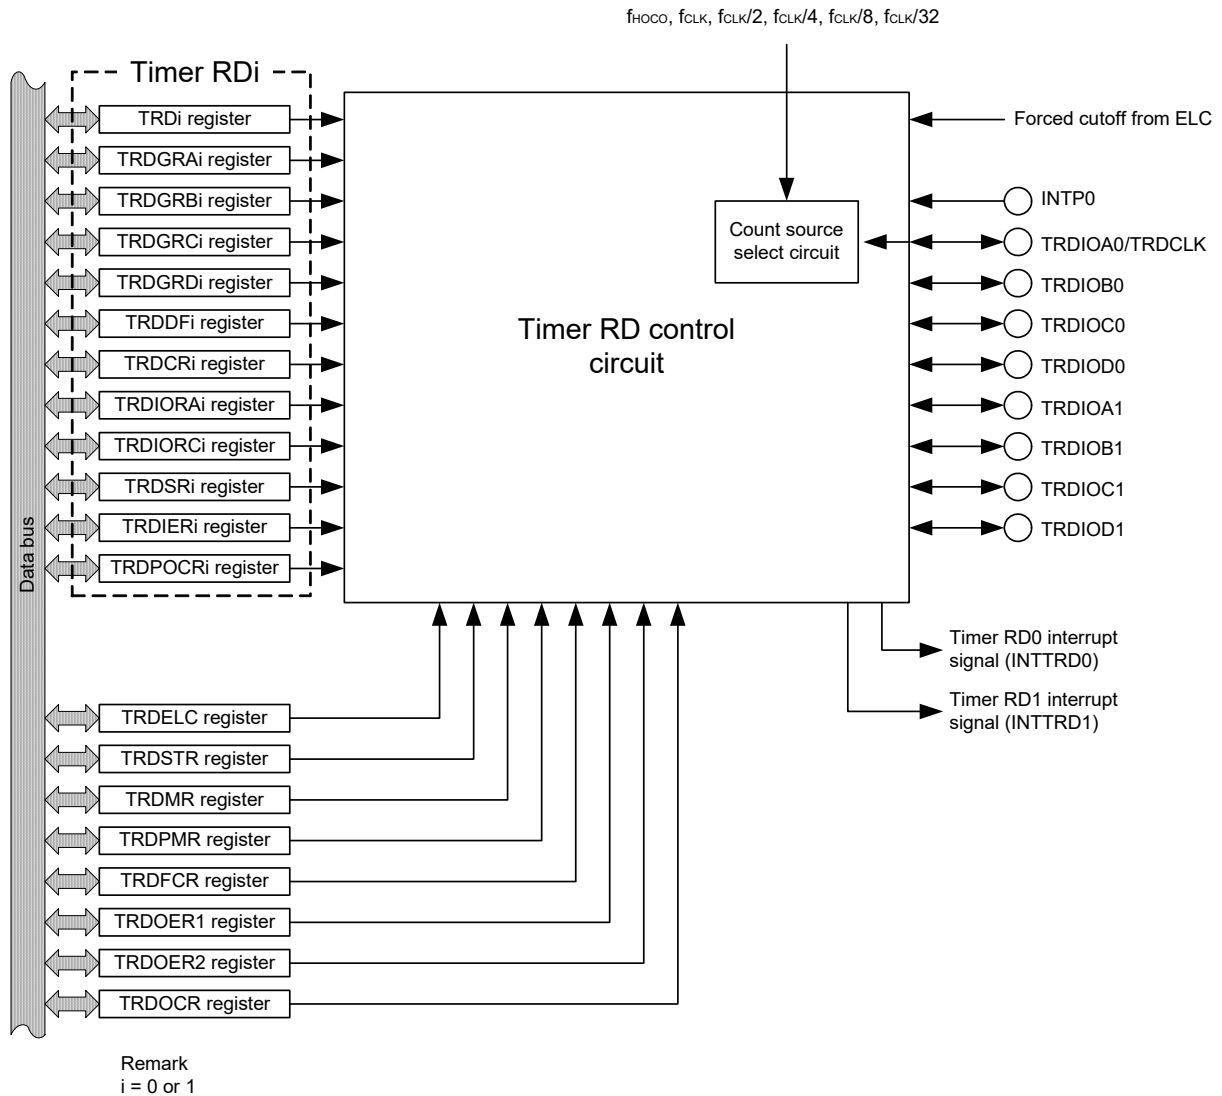 fHOCO, fCLK, fCLK/2, fCLK/4, fCLK/8, fCLK/32
Timer RDi
TRDi register
TRDGRAi register
TRDGRBi register
TRDGRCi register
TRDGRDi register
TRDDFi register
TRDCRi register
TRDIORAi register
TRDIORCi register
TRDSRi register
TRDIERi register
TRDPOCRi register
Data bus
Count source
select circuit
Timer RD control
circuit
Forced cutoff from ELC
INTP0
TRDIOA0/TRDCLK
TRDIOB0
TRDIOC0
TRDIOD0
TRDIOA1
TRDIOB1
TRDIOC1
TRDIOD1
Timer RD0 interrupt
signal (INTTRD0)
Timer RD1 interrupt
signal (INTTRD1)
TRDELC register
TRDSTR register
TRDMR register
TRDPMR register
TRDFCR register
TRDOER1 register
TRDOER2 register
TRDOCR register
Remark
i = 0 or 1